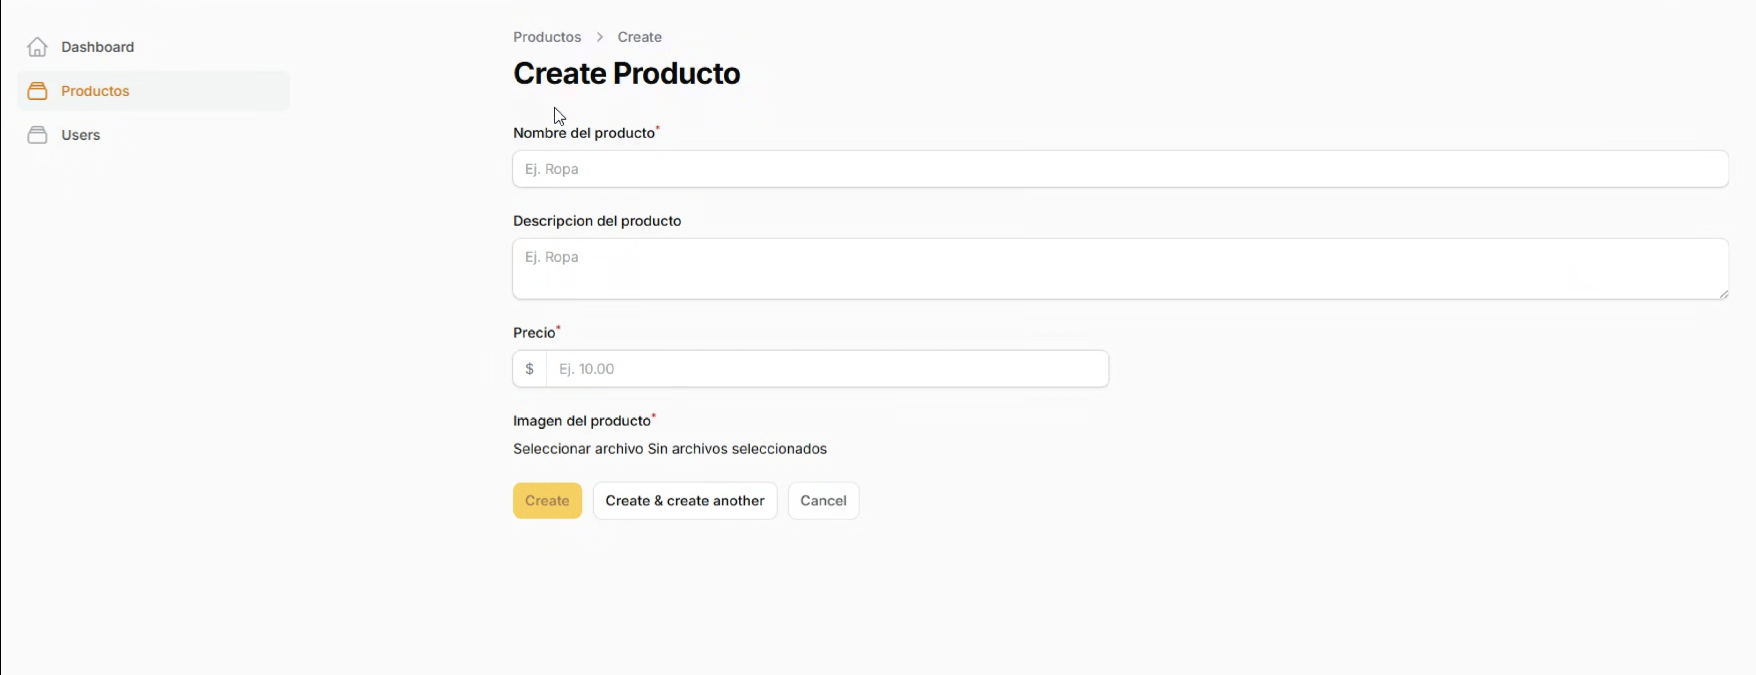 Dashboard
Productos
Users
Productos > Create
Create Producto
Nombre del producto*
Ej. Ropa
Descripcion del producto
Ej. Ropa
Precio*
$ Ej. 10.00
Imagen del producto*
Seleccionar archivo Sin archivos seleccionados
Create Create & create another Cancel